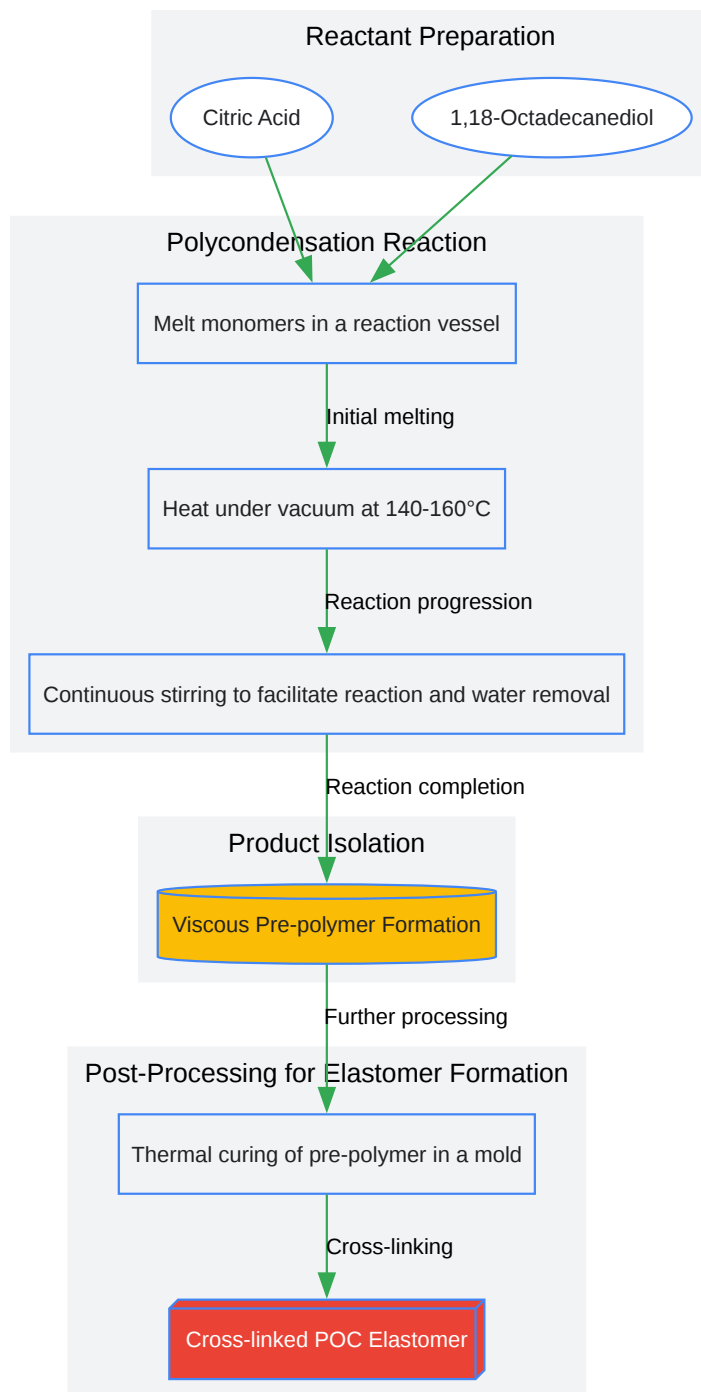 Reactant Preparation
Citric Acid
1,18-Octadecanediol
Polycondensation Reaction
Melt monomers in a reaction vessel
Initial melting
Heat under vacuum at 140-160°C
Reaction progression
Continuous stirring to facilitate reaction and water removal
Reaction completion
Product Isolation
Viscous Pre-polymer Formation
Further processing
Post-Processing for Elastomer Formation
Thermal curing of pre-polymer in a mold
Cross-linking
Cross-linked POC Elastomer